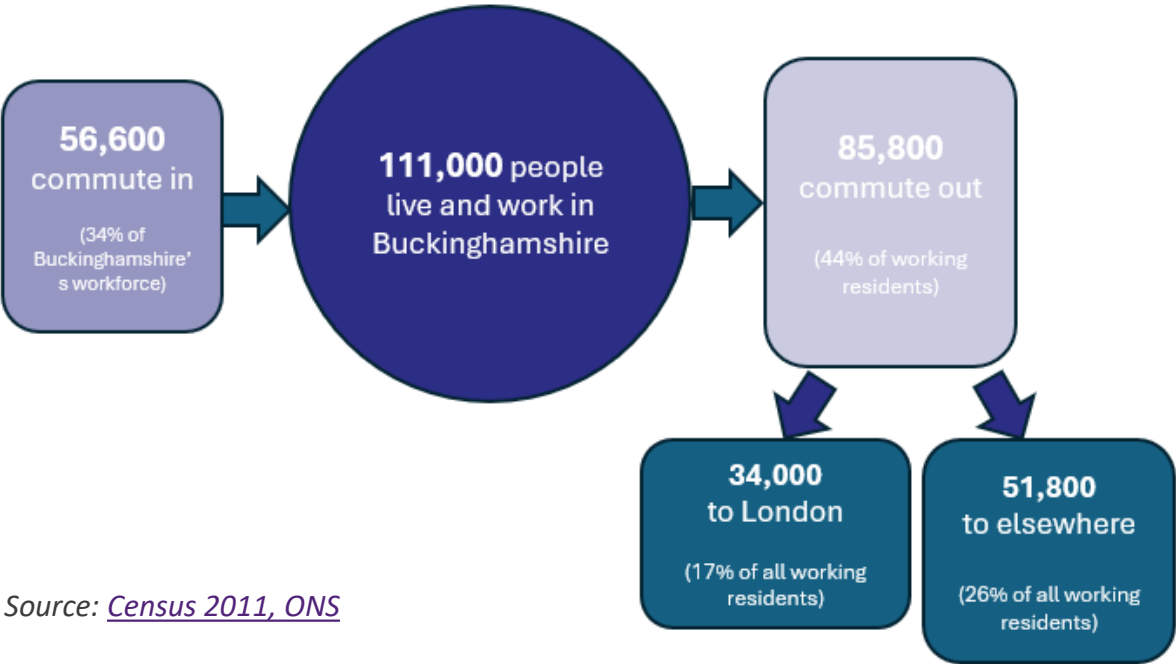 56,600
commute in
(34% of
Buckinghamshire’
s workforce)
111,000 people
live and work in
Buckinghamshire
85,800
commute out
(44% of working
residents)
34,000
to London
(17% of all working
residents)
51,800
to elsewhere
(26% of all working
residents)
Source: Census 2011, ONS